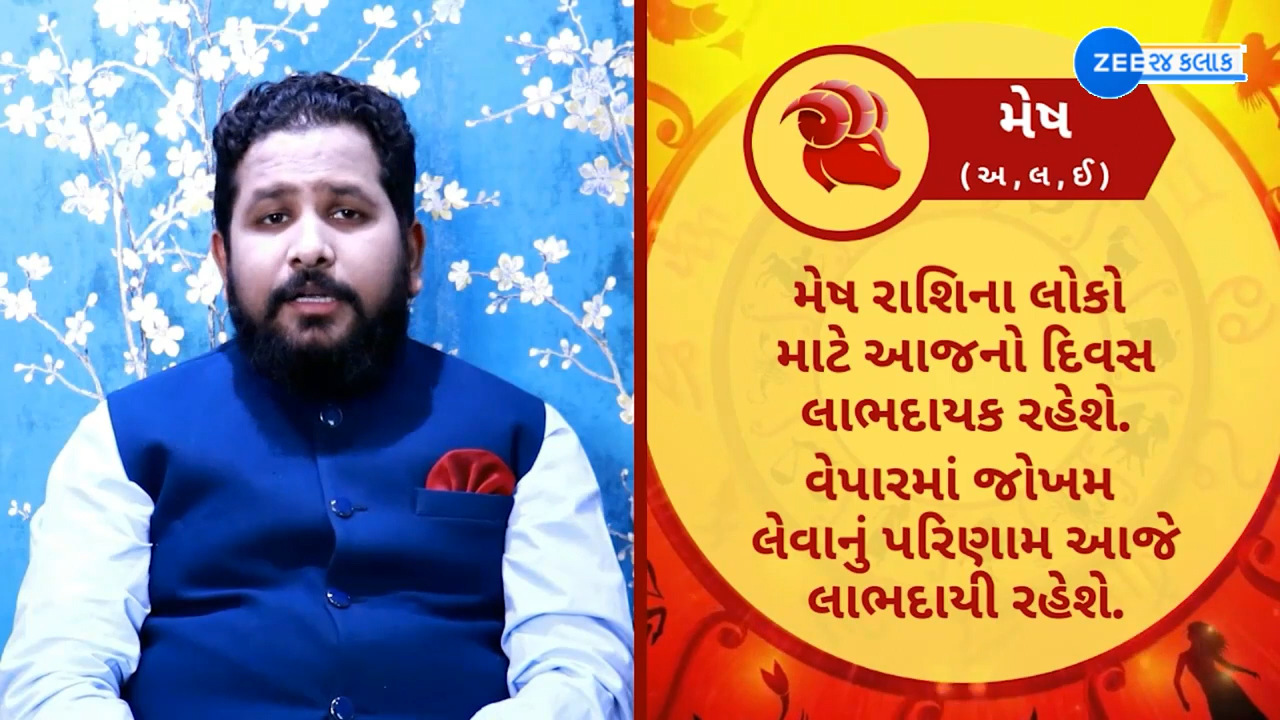 ZEE ૨૪ કલાક
મેષ
(અ,લ,ઈ)
મેષ રાશિના લોકો
માટે આજનો દિવસ
લાભદાયક રહેશે.
વેપારમાં જોખમ
લેવાનું પરિણામ આજે
લાભદાયી રહેશે.